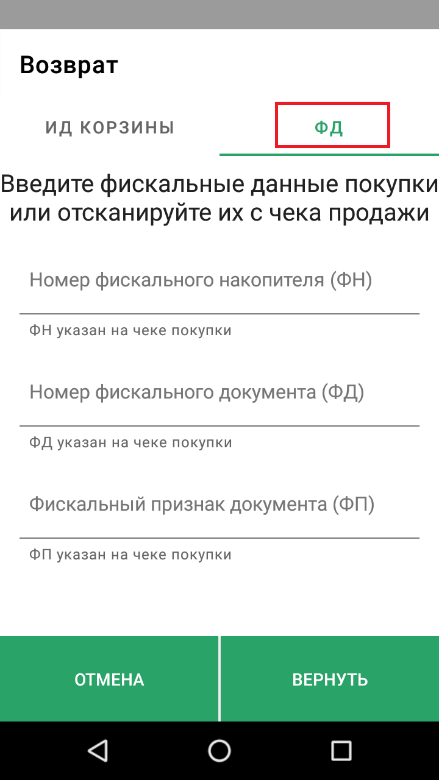 Возврат
ИД КОРЗИНЫ
ФД
Введите фискальные данные покупки
или отсканируйте их с чека продажи
Номер фискального накопителя (ФН)
ФН указан на чеке покупки
Номер фискального документа (ФД)
ФД указан на чеке покупки
Фискальный признак документа (ФП)
ФП указан на чеке покупки
ОТМЕНА
ВЕРНУТЬ